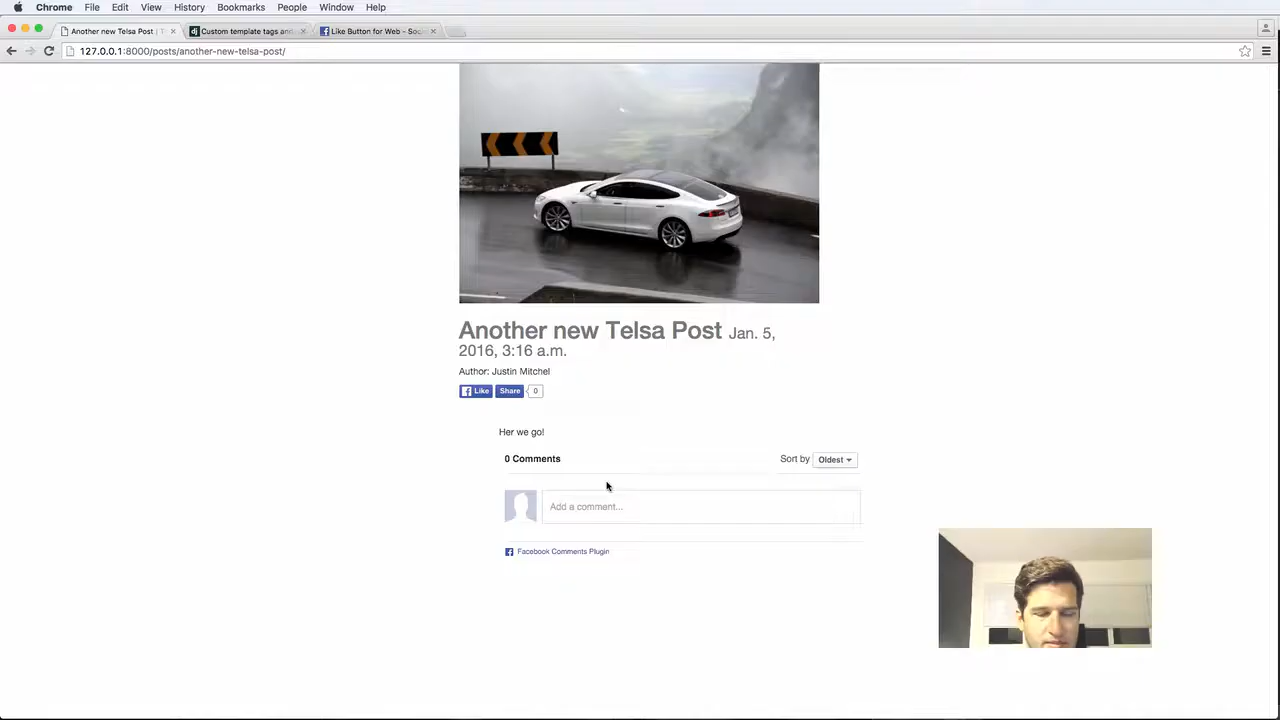 Chrome File Edit View History Bookmarks People Window Help
Another new Telsa Post | T
Custom template tags and
Like Button for Web - Soci
127.0.0.1:8000/posts/another-new-telsa-post/
Another new Telsa Post Jan. 5,
2016, 3:16 a.m.
Author: Justin Mitchel
Like Share 0
Her we go!
0 Comments Sort by Oldest
Add a comment...
Facebook Comments Plugin